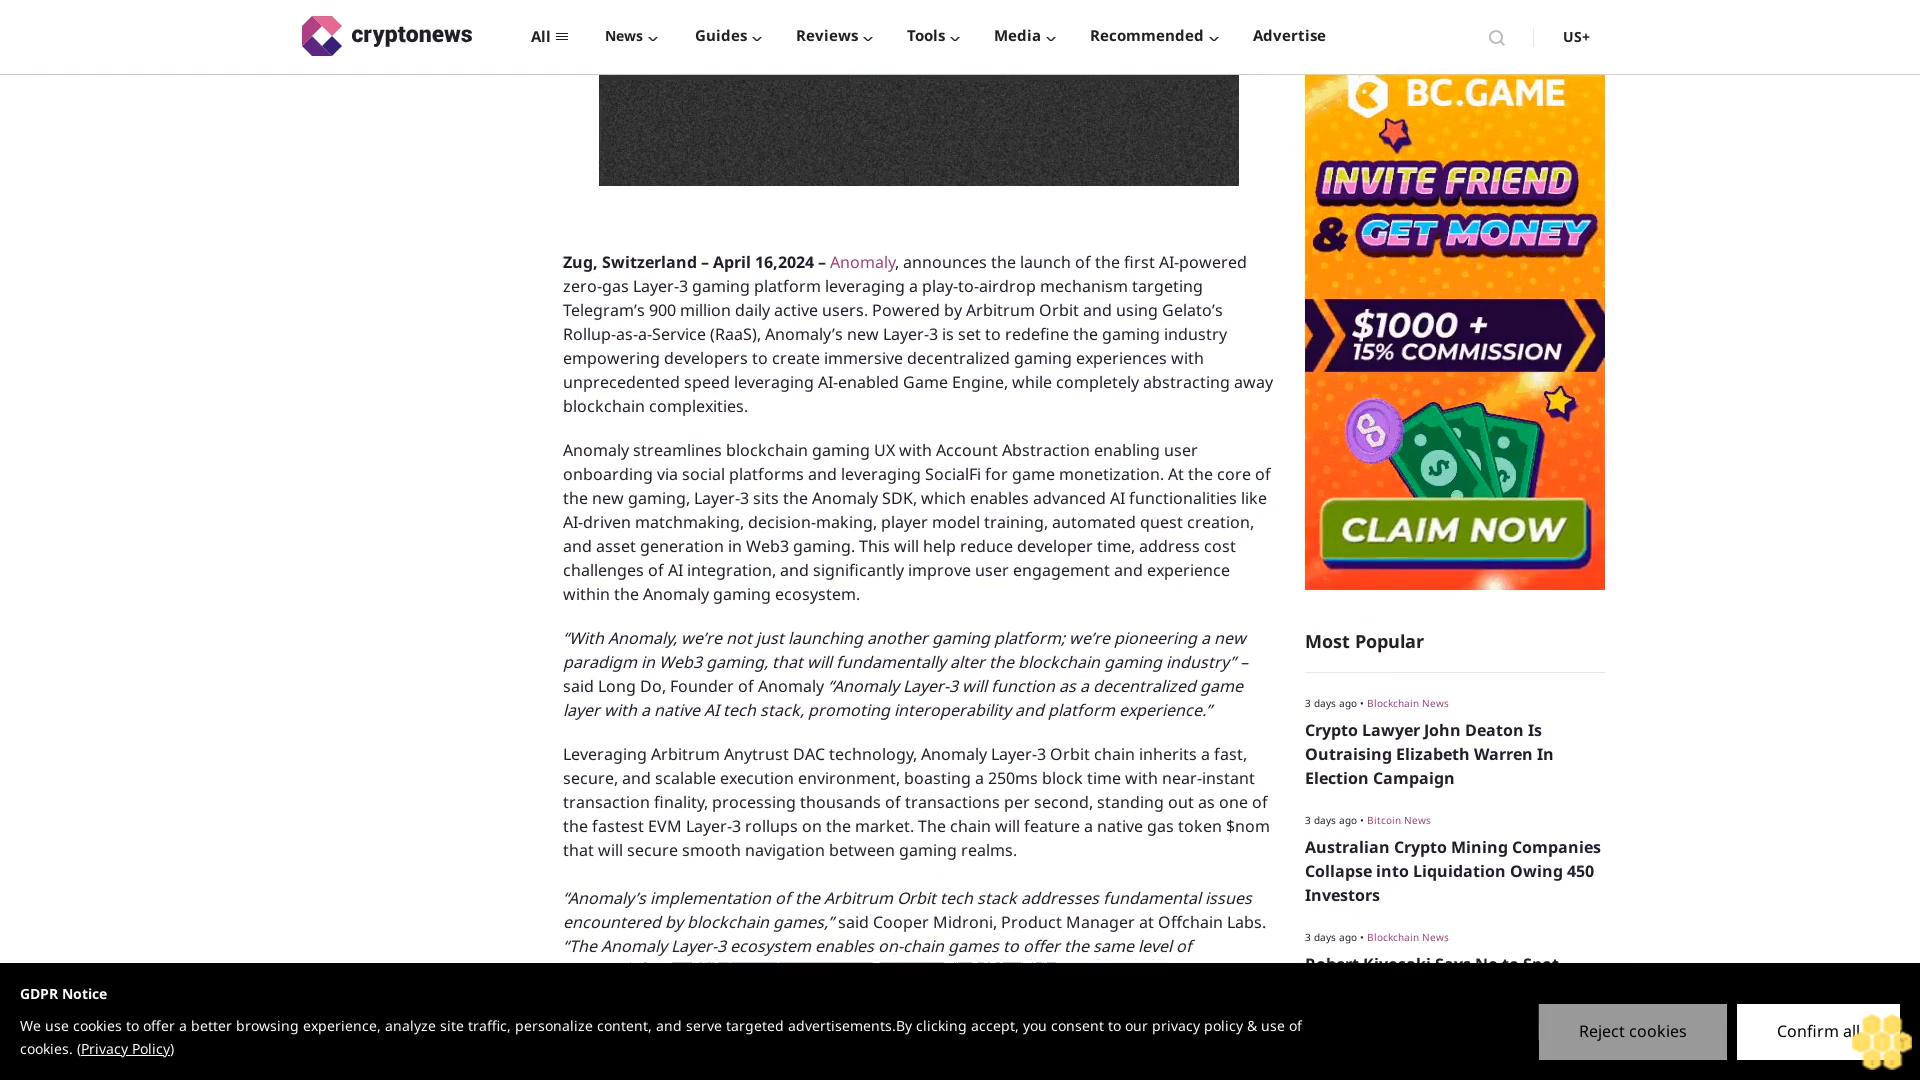 cryptonews
All
News
Guides
Reviews
Tools
Media
Recommended
Advertise
US+
Zug, Switzerland – April 16,2024 – Anomaly, announces the launch of the first AI-powered
zero-gas Layer-3 gaming platform leveraging a play-to-airdrop mechanism targeting
Telegram’s 900 million daily active users. Powered by Arbitrum Orbit and using Gelato’s
Rollup-as-a-Service (RaaS), Anomaly’s new Layer-3 is set to redefine the gaming industry
empowering developers to create immersive decentralized gaming experiences with
unprecedented speed leveraging AI-enabled Game Engine, while completely abstracting away
blockchain complexities.
Anomaly streamlines blockchain gaming UX with Account Abstraction enabling user
onboarding via social platforms and leveraging SocialFi for game monetization. At the core of
the new gaming, Layer-3 sits the Anomaly SDK, which enables advanced AI functionalities like
AI-driven matchmaking, decision-making, player model training, automated quest creation,
and asset generation in Web3 gaming. This will help reduce developer time, address cost
challenges of AI integration, and significantly improve user engagement and experience
within the Anomaly gaming ecosystem.
“With Anomaly, we’re not just launching another gaming platform; we’re pioneering a new
paradigm in Web3 gaming, that will fundamentally alter the blockchain gaming industry” –
said Long Do, Founder of Anomaly “Anomaly Layer-3 will function as a decentralized game
layer with a native AI tech stack, promoting interoperability and platform experience.”
Leveraging Arbitrum Anytrust DAC technology, Anomaly Layer-3 Orbit chain inherits a fast,
secure, and scalable execution environment, boasting a 250ms block time with near-instant
transaction finality, processing thousands of transactions per second, standing out as one of
the fastest EVM Layer-3 rollups on the market. The chain will feature a native gas token $nom
that will secure smooth navigation between gaming realms.
“Anomaly’s implementation of the Arbitrum Orbit tech stack addresses fundamental issues
encountered by blockchain games,” said Cooper Midroni, Product Manager at Offchain Labs.
“The Anomaly Layer-3 ecosystem enables on-chain games to offer the same level of
BC.GAME
INVITE FRIEND
& GET MONEY
$1000 +
15% COMMISSION
CLAIM NOW
Most Popular
3 days ago • Blockchain News
Crypto Lawyer John Deaton Is
Outraising Elizabeth Warren In
Election Campaign
3 days ago • Bitcoin News
Australian Crypto Mining Companies
Collapse into Liquidation Owing 450
Investors
3 days ago • Blockchain News
Robert Kiyosaki Says No to Spot
GDPR Notice
We use cookies to offer a better browsing experience, analyze site traffic, personalize content, and serve targeted advertisements.By clicking accept, you consent to our privacy policy & use of
cookies. (Privacy Policy)
Reject cookies
Confirm all